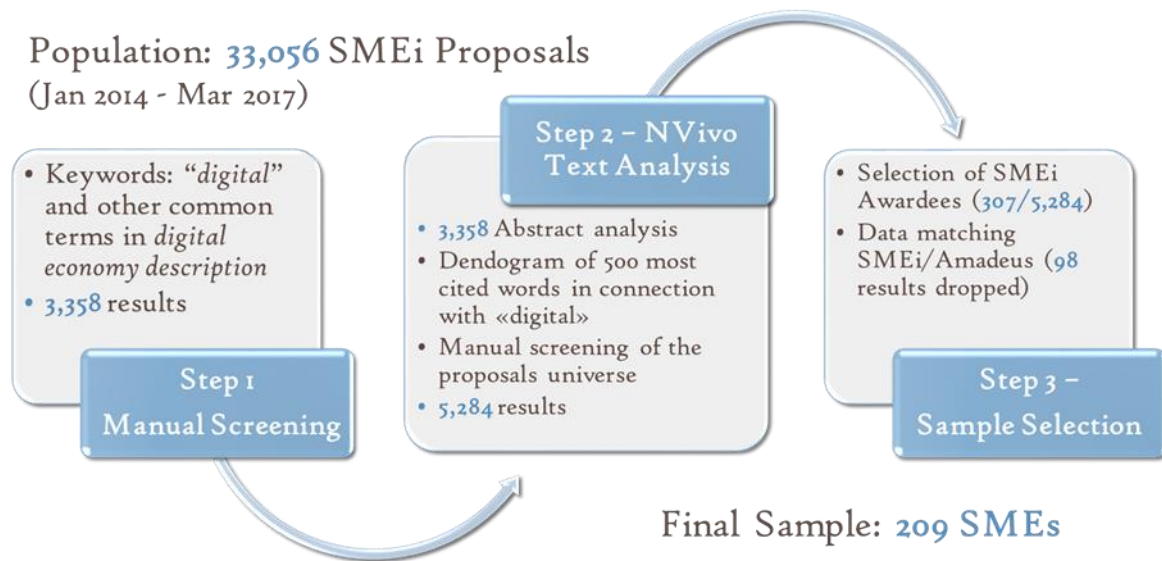 Population: 33,056 SMEi Proposals
(Jan 2014 - Mar 2017)
• Keywords: “digital”
and other common
terms in digital
economy description
• 3,358 results
Step 1
Manual Screening
Step 2 – NVivo
Text Analysis
• 3,358 Abstract analysis
• Dendogram of 500 most
cited words in connection
with «digital»
• Manual screening of the
proposals universe
• 5,284 results
• Selection of SMEi
Awardees (307/5,284)
• Data matching
SMEi/Amadeus (98
results dropped)
Step 3 –
Sample Selection
Final Sample: 209 SMEs